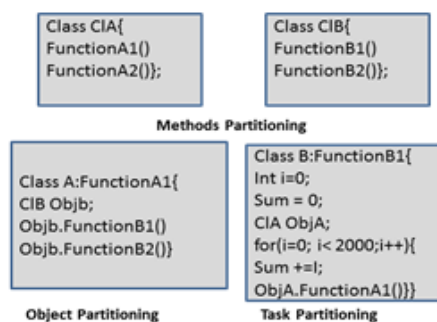 Class ClA{
FunctionA1()
FunctionA2()};
Class ClB{
FunctionB1()
FunctionB2()};
Methods Partitioning
Class A:FunctionA1{
ClB Objb;
Objb.FunctionB1()
Objb.FunctionB2()}
Class B:FunctionB1{
Int i=0;
Sum = 0;
ClA ObjA;
for(i=0; i< 2000;i++){
Sum +=I;
ObjA.FunctionA1()}}
Object Partitioning
Task Partitioning